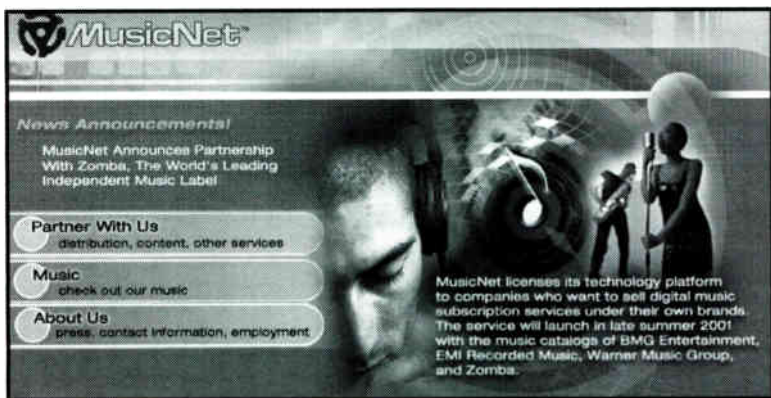 MusicNet™
News Announcements!
MusicNet Announces Partnership
With Zomba, The World's Leading
Independent Music Label
Partner With Us
distribution, content, other services
Music
check out our music
About Us
press, contact information, employment
MusicNet licenses its technology platform
to companies who want to sell digital music
subscription services under their own brands.
The service will launch in late summer 2001
with the music catalogs of BMG Entertainment,
EMI Recorded Music, Warner Music Group,
and Zomba.